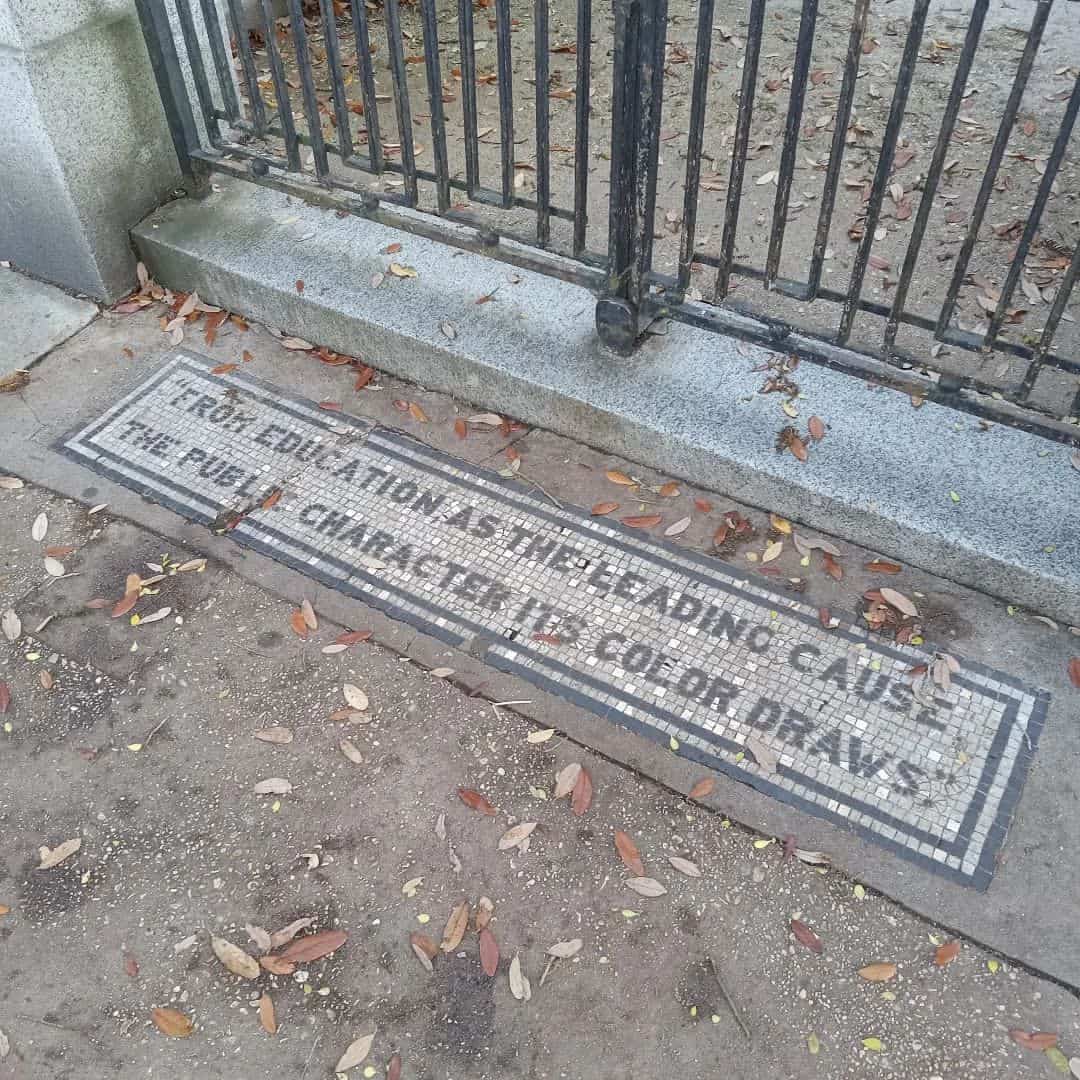 "FROM EDUCATION AS THE LEADING CAUSE
THE PUBLIC CHARACTER ITS COLOR DRAWS"